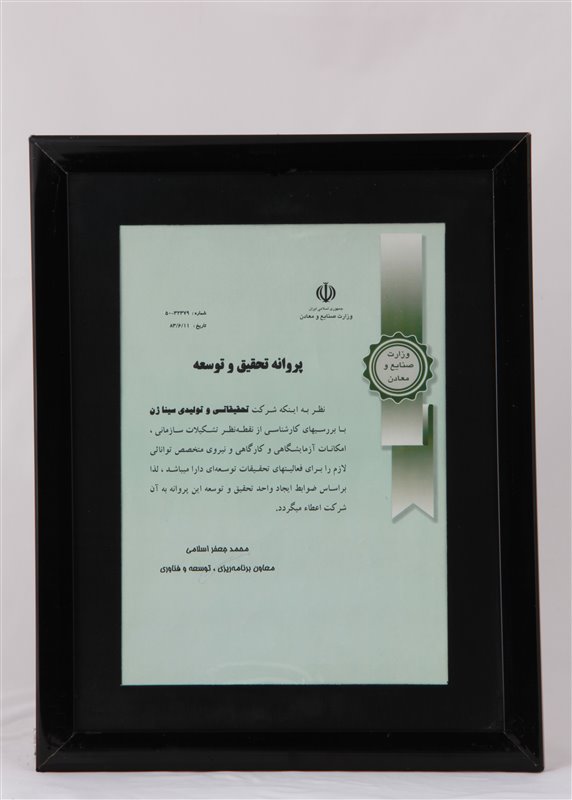 جمهوری اسلامی ایران
وزارت صنایع و معادن
شماره : ۵۰-۳۲۳۷۹
تاریخ : ۸۳/۶/۱۱
وزارت
صنایع و
معادن
پروانه تحقیق و توسعه
نظر به اینکه شرکت تحقیقاتی و تولیدی سینا ژن
با بررسیهای کارشناسی از نقطه‌نظر تشکیلات سازمانی ،
امکانات آزمایشگاهی و کارگاهی و نیروی متخصص توانائی
لازم را برای فعالیتهای تحقیقات توسعه‌ای دارا میباشد ، لذا
براساس ضوابط ایجاد واحد تحقیق و توسعه این پروانه به آن
شرکت اعطاء میگردد.
محمد جعفر اسلامی
معاون برنامه‌ریزی ، توسعه و فناوری